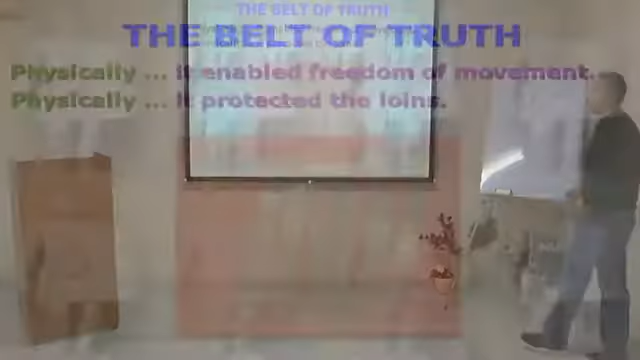 THE BELT OF TRUTH
THE BELT OF TRUTH
Physically ... it enabled freedom of movement.
Physically ... it protected the loins.